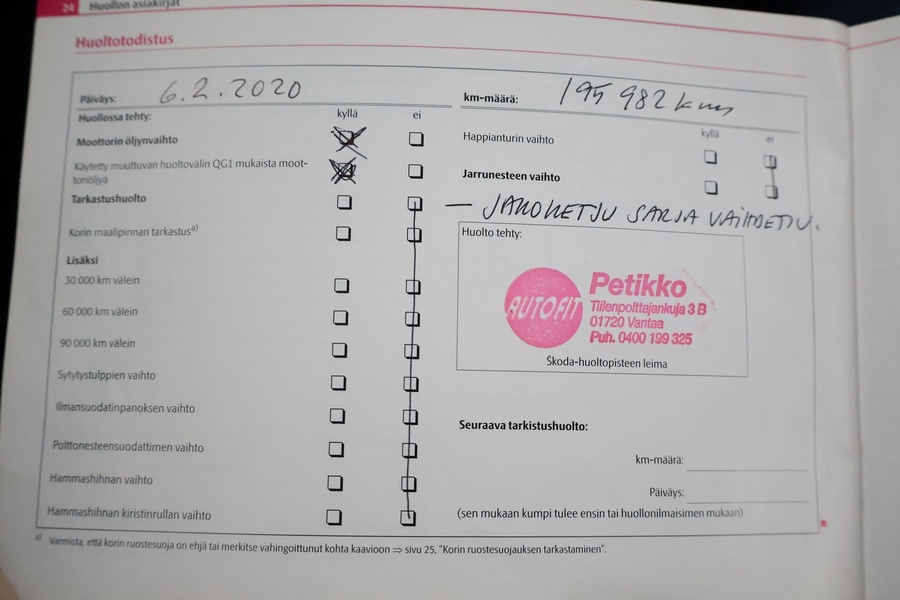 24 Huollon asiakirjat
Huoltotodistus
Päiväys: 6.2.2020
km-määrä: 195 982 km
Huollossa tehty:
kyllä ei
Moottorin öljynvaihto
Käytetty muuttuvan huoltovälin QG1 mukaista moot-
toriöljyä
Tarkastushuolto
Korin maalipinnan tarkastus a)
Lisäksi
30 000 km välein
60 000 km välein
90 000 km välein
Sytytystulppien vaihto
Ilmansuodatinpanoksen vaihto
Polttonesteensuodattimen vaihto
Hammashihnan vaihto
Hammashihnan kiristinrullan vaihto
kyllä ei
Happianturin vaihto
Jarrunesteen vaihto
— JAKOKETJU SARJA VAIHDETTU.
Huolto tehty:
AUTOFIT
Petikko
Tiilenpolttajankuja 3 B
01720 Vantaa
Puh. 0400 199 325
Škoda-huoltopisteen leima
Seuraava tarkistushuolto:
km-määrä:
Päiväys:
(sen mukaan kumpi tulee ensin tai huollonilmaisimen mukaan)
a) Varmista, että korin ruostesuoja on ehjä tai merkitse vahingoittunut kohta kaavioon ⇒ sivu 25, "Korin ruostesuojauksen tarkastaminen".